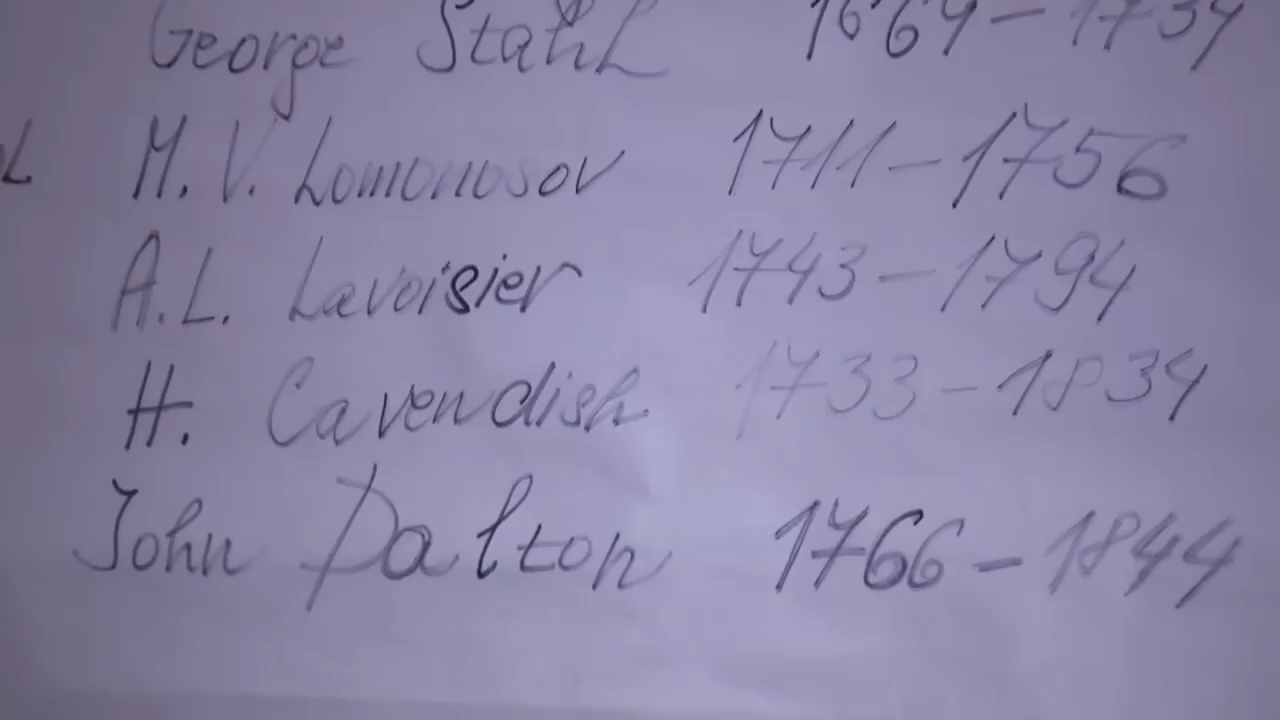 George Stahl 1669-1734
M. V. Lomonosov 1711-1756
A. L. Lavoisier 1743-1794
H. Cavendish 1733-1834
John Dalton 1766-1844